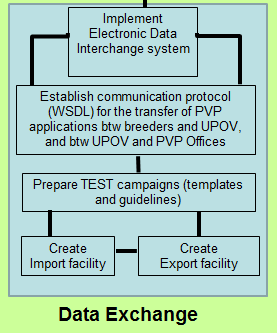 Implement
Electronic Data
Interchange system
Establish communication protocol
(WSDL) for the transfer of PVP
applications btw breeders and UPOV,
and btw UPOV and PVP Offices
Prepare TEST campaigns (templates
and guidelines)
Create
Import facility
Create
Export facility
Data Exchange